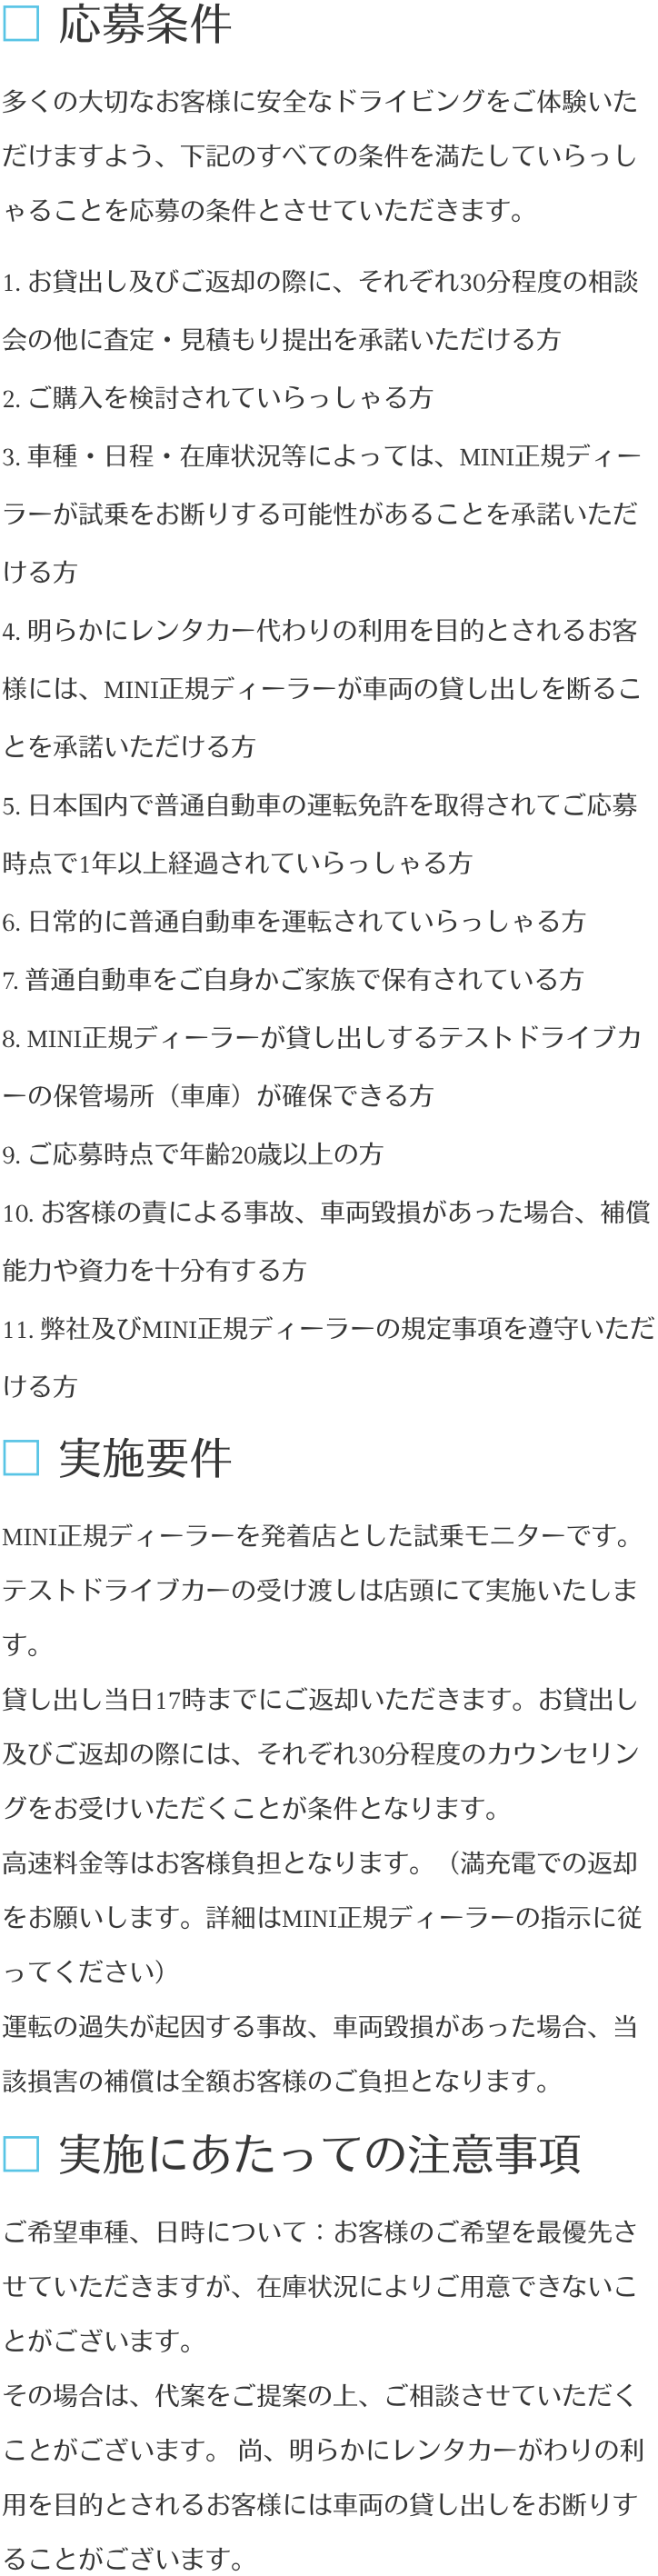 □ 応募条件
多くの大切なお客様に安全なドライビングをご体験いた
だけますよう、下記のすべての条件を満たしていらっし
ゃることを応募の条件とさせていただきます。
1. お貸出し及びご返却の際に、それぞれ30分程度の相談
会の他に査定・見積もり提出を承諾いただける方
2. ご購入を検討されていらっしゃる方
3. 車種・日程・在庫状況等によっては、MINI正規ディー
ラーが試乗をお断りする可能性があることを承諾いただ
ける方
4. 明らかにレンタカー代わりの利用を目的とされるお客
様には、MINI正規ディーラーが車両の貸し出しを断るこ
とを承諾いただける方
5. 日本国内で普通自動車の運転免許を取得されてご応募
時点で1年以上経過されていらっしゃる方
6. 日常的に普通自動車を運転されていらっしゃる方
7. 普通自動車をご自身かご家族で保有されている方
8. MINI正規ディーラーが貸し出しするテストドライブカ
ーの保管場所（車庫）が確保できる方
9. ご応募時点で年齢20歳以上の方
10. お客様の責による事故、車両毀損があった場合、補償
能力や資力を十分有する方
11. 弊社及びMINI正規ディーラーの規定事項を遵守いただ
ける方
□ 実施要件
MINI正規ディーラーを発着店とした試乗モニターです。
テストドライブカーの受け渡しは店頭にて実施いたしま
す。
貸し出し当日17時までにご返却いただきます。お貸出し
及びご返却の際には、それぞれ30分程度のカウンセリン
グをお受けいただくことが条件となります。
高速料金等はお客様負担となります。（満充電での返却
をお願いします。詳細はMINI正規ディーラーの指示に従
ってください）
運転の過失が起因する事故、車両毀損があった場合、当
該損害の補償は全額お客様のご負担となります。
□ 実施にあたっての注意事項
ご希望車種、日時について：お客様のご希望を最優先さ
せていただきますが、在庫状況によりご用意できないこ
とがございます。
その場合は、代案をご提案の上、ご相談させていただく
ことがございます。 尚、明らかにレンタカーがわりの利
用を目的とされるお客様には車両の貸し出しをお断りす
ることがございます。